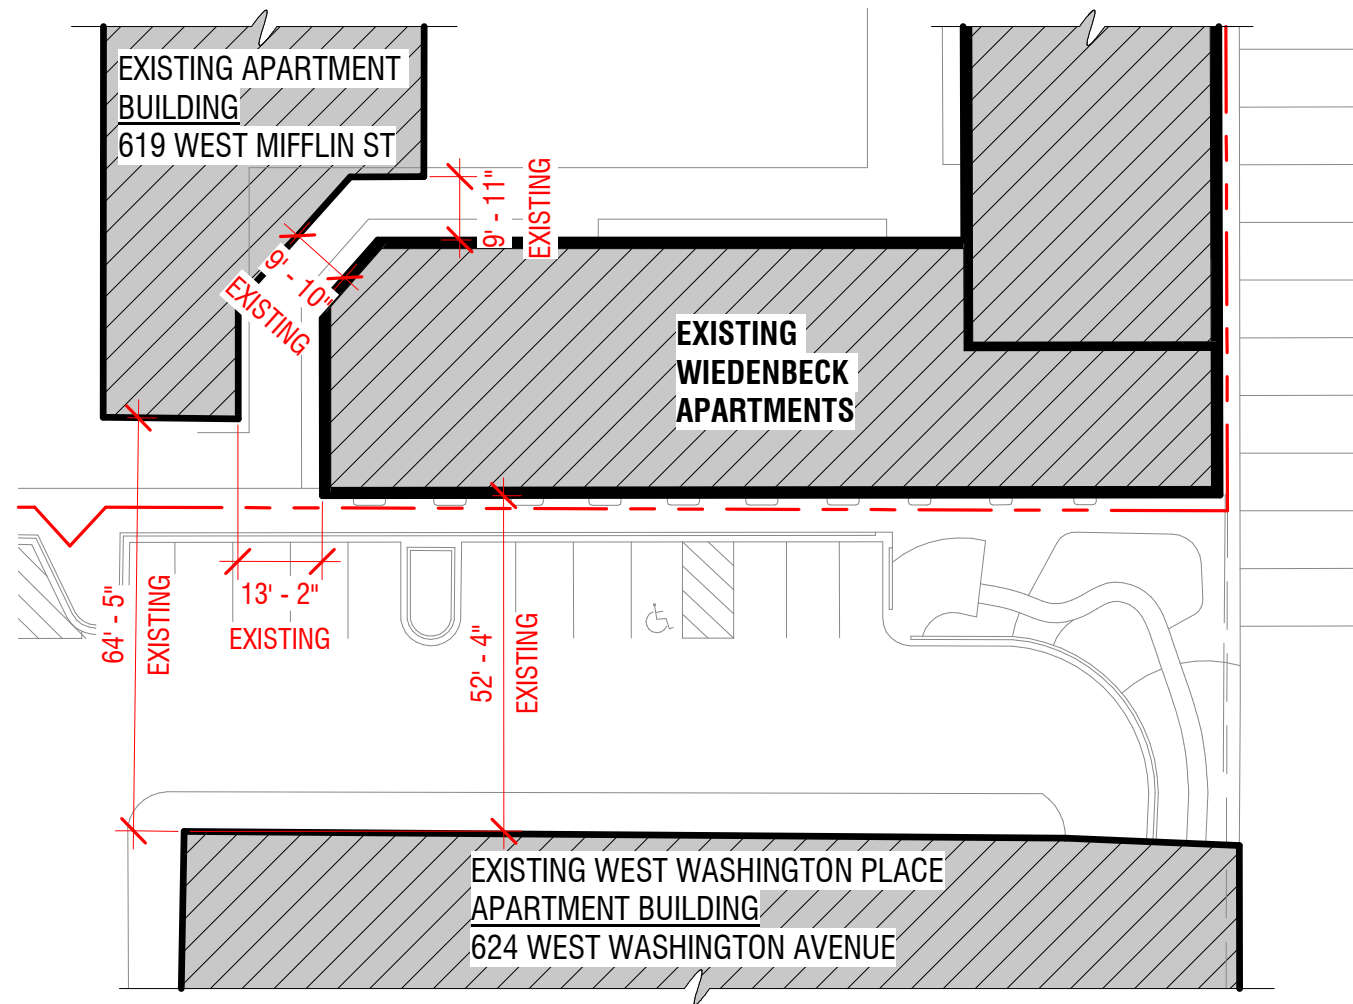 EXISTING APARTMENT
BUILDING
619 WEST MIFFLIN ST
9' - 11"
EXISTING
9' - 10"
EXISTING
EXISTING
WIEDENBECK
APARTMENTS
64' - 5"
EXISTING
13' - 2"
EXISTING
52' - 4"
EXISTING
EXISTING WEST WASHINGTON PLACE
APARTMENT BUILDING
624 WEST WASHINGTON AVENUE